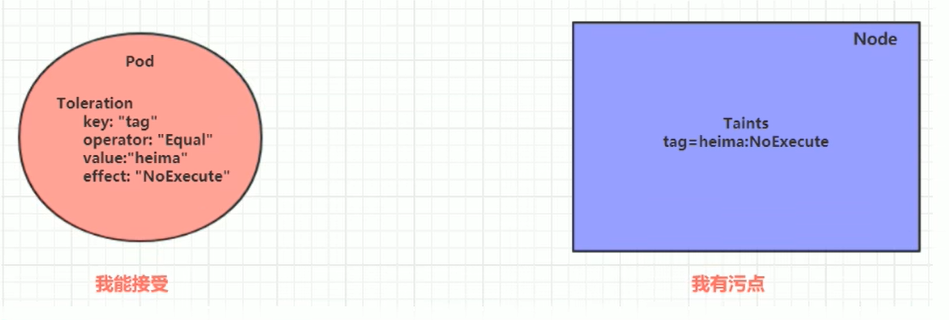 Pod
Toleration
key: "tag"
operator: "Equal"
value:"heima"
effect: "NoExecute"
我能接受
Node
Taints
tag=heima:NoExecute
我有污点